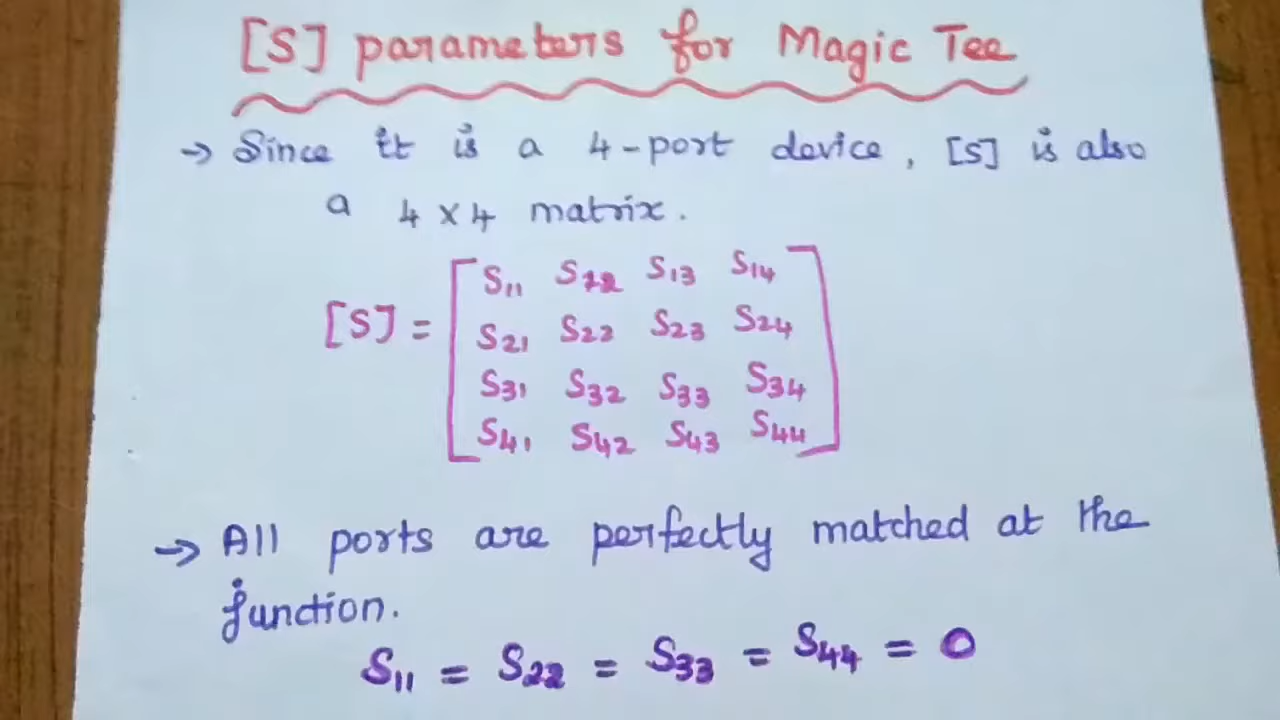 [S] parameters for Magic Tee
→ Since it is a 4-port device, [S] is also
a 4 x 4 matrix.
S11 S22 S13 S14
[S] = S21 S22 S23 S24
S31 S32 S33 S34
S41 S42 S43 S44
→ All ports are perfectly matched at the
junction.
S11 = S22 = S33 = S44 = 0